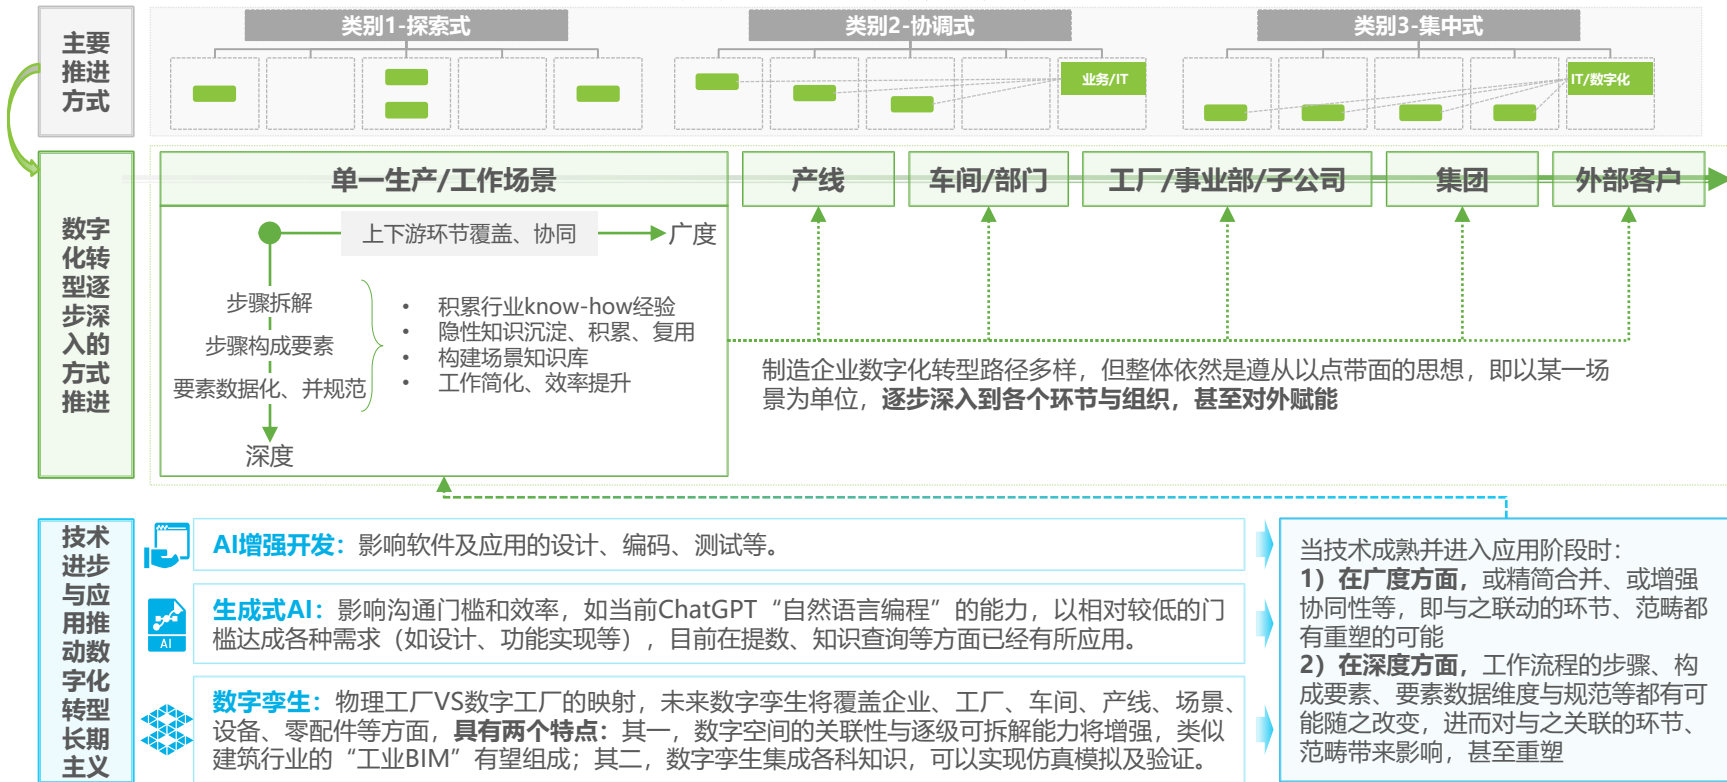 主要
推进
方式
类别1-探索式
类别2-协调式
业务/IT
类别3-集中式
IT/数字化
数字
化转
型逐
步深
入的
方式
推进
单一生产/工作场景
产线
车间/部门
工厂/事业部/子公司
集团
外部客户
上下游环节覆盖、协同
广度
步骤拆解
步骤构成要素
要素数据化、并规范
深度
• 积累行业know-how经验
• 隐性知识沉淀、积累、复用
• 构建场景知识库
• 工作简化、效率提升
制造企业数字化转型路径多样，但整体依然是遵从以点带面的思想，即以某一场
景为单位，逐步深入到各个环节与组织，甚至对外赋能
技术
进步
与应
用推
动数
字化
转型
长期
主义
AI增强开发：影响软件及应用的设计、编码、测试等。
AI
生成式AI：影响沟通门槛和效率，如当前ChatGPT“自然语言编程”的能力，以相对较低的门
槛达成各种需求（如设计、功能实现等），目前在提数、知识查询等方面已经有所应用。
数字孪生：物理工厂VS数字工厂的映射，未来数字孪生将覆盖企业、工厂、车间、产线、场景、
设备、零配件等方面，具有两个特点：其一，数字空间的关联性与逐级可拆解能力将增强，类似
建筑行业的“工业BIM”有望组成；其二，数字孪生集成各科知识，可以实现仿真模拟及验证。
当技术成熟并进入应用阶段时：
1）在广度方面，或精简合并、或增强
协同性等，即与之联动的环节、范畴都
有重塑的可能
2）在深度方面，工作流程的步骤、构
成要素、要素数据维度与规范等都有可
能随之改变，进而对与之关联的环节、
范畴带来影响，甚至重塑